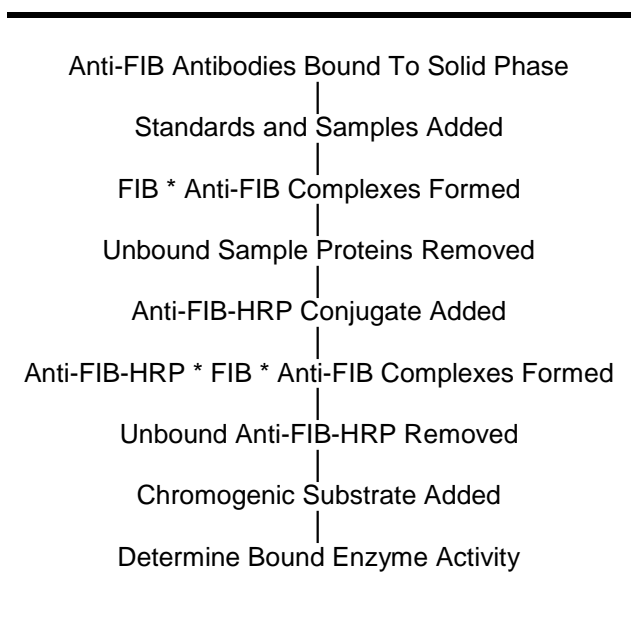 Anti-FIB Antibodies Bound To Solid Phase
Standards and Samples Added
FIB * Anti-FIB Complexes Formed
Unbound Sample Proteins Removed
Anti-FIB-HRP Conjugate Added
Anti-FIB-HRP * FIB * Anti-FIB Complexes Formed
Unbound Anti-FIB-HRP Removed
Chromogenic Substrate Added
Determine Bound Enzyme Activity